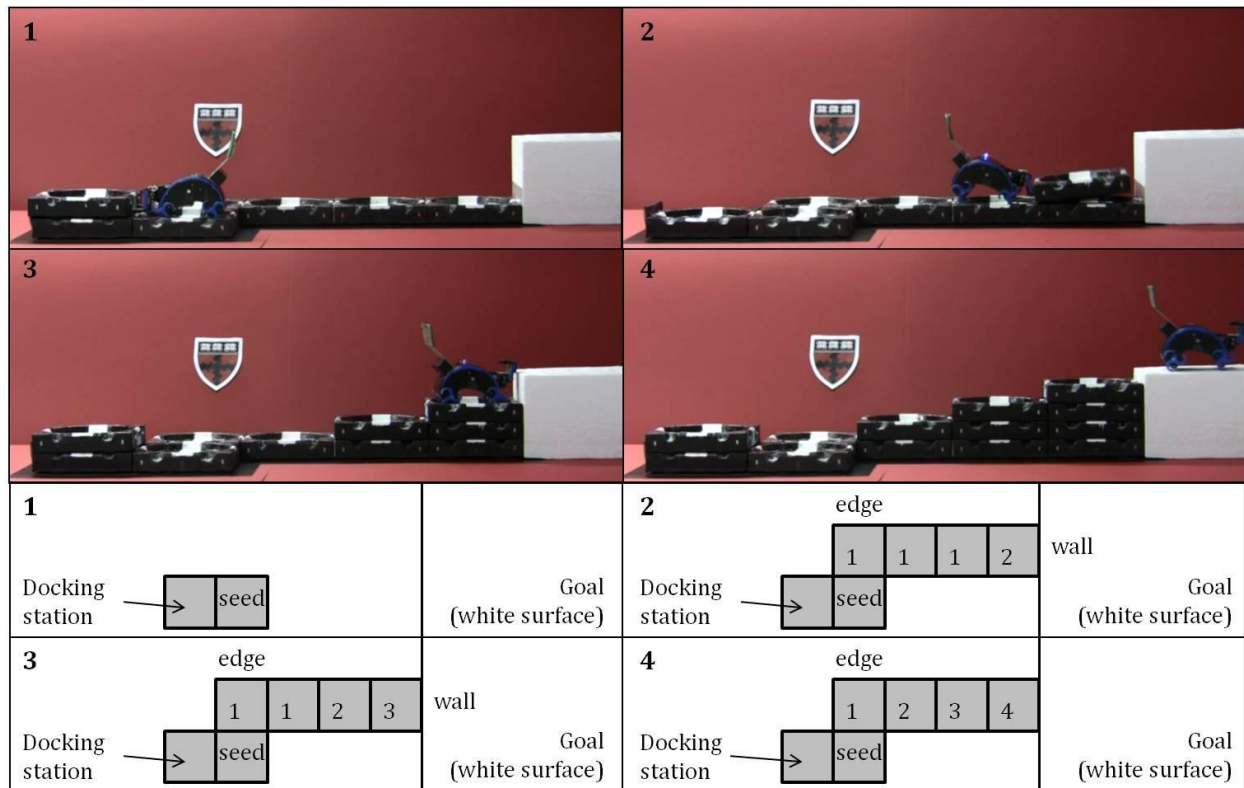 1
2
3
4
1
Docking
station
seed
Goal
(white surface)
2
edge
1 1 1 2
wall
Docking
station
seed
Goal
(white surface)
3
edge
1 1 2 3
wall
Docking
station
seed
Goal
(white surface)
4
edge
1 2 3 4
Docking
station
seed
Goal
(white surface)